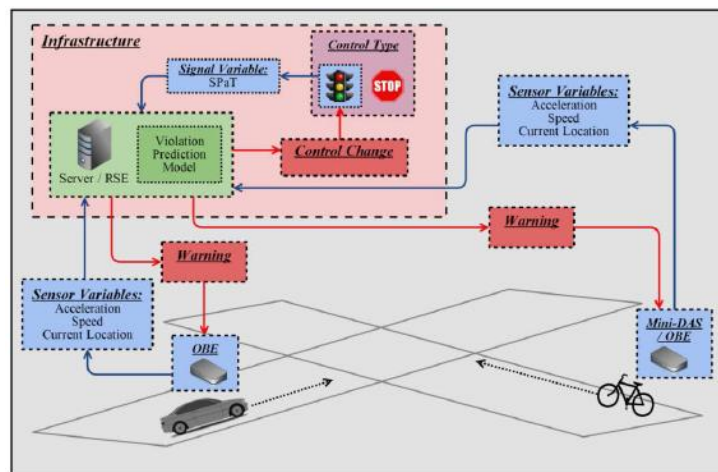 Infrastructure
Control Type
Signal Variable:
SPaT
STOP
Sensor Variables:
Acceleration
Speed
Current Location
Violation
Prediction
Model
Server / RSE
Control Change
Warning
Warning
Sensor Variables:
Acceleration
Speed
Current Location
OBE
Mini-DAS
/ OBE